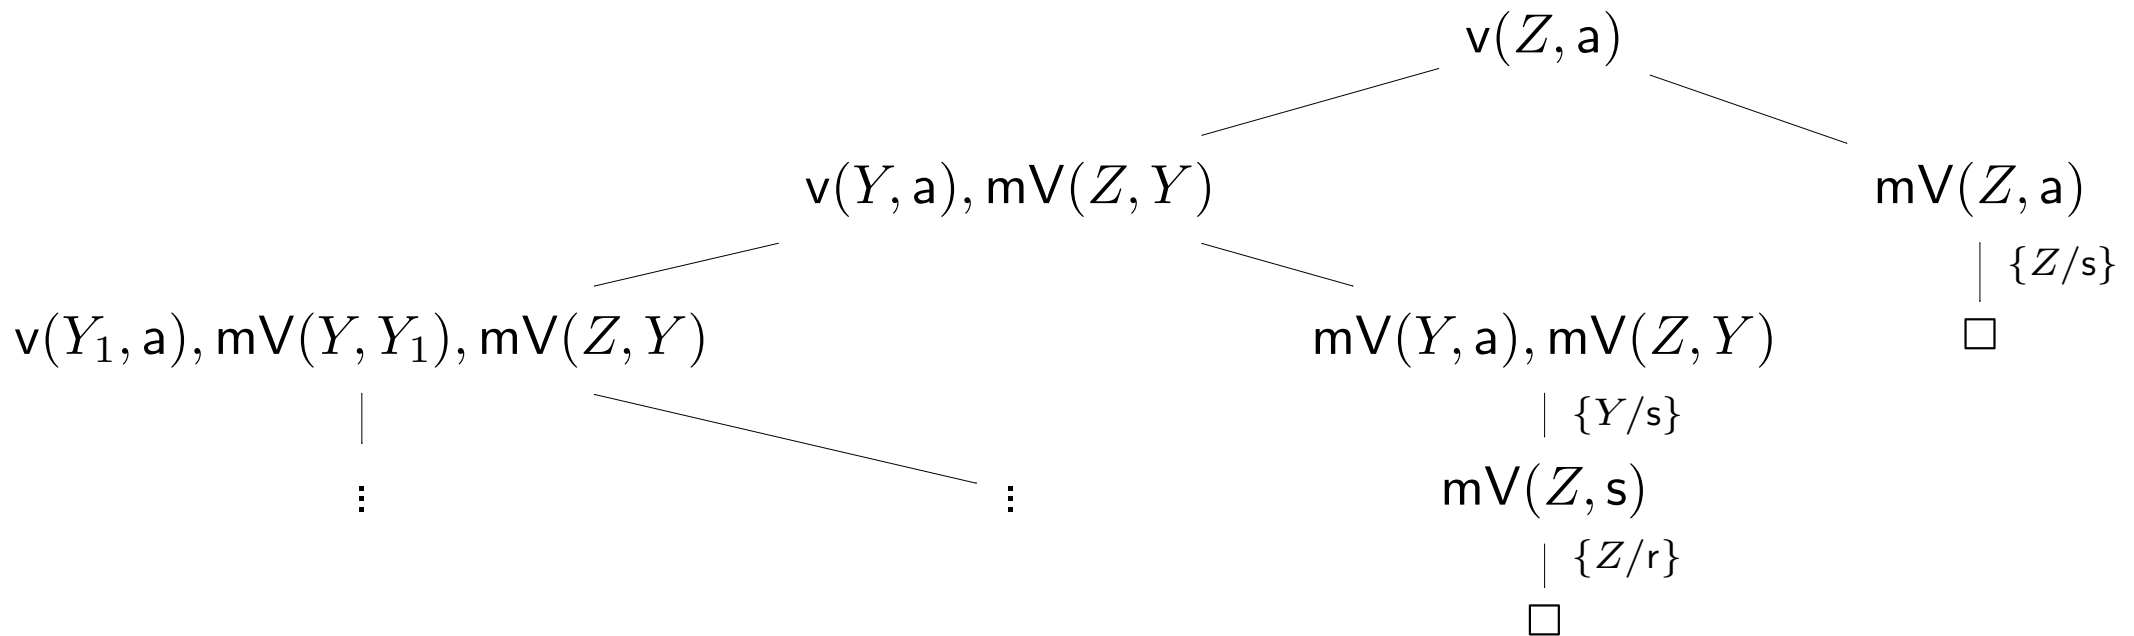 v(Z, a)
v(Y, a), mV(Z, Y) mV(Z, a)
{Z/s}
v(Y₁, a), mV(Y, Y₁), mV(Z, Y) mV(Y, a), mV(Z, Y) □
{Y/s}
⋮ ⋮ mV(Z, s)
{Z/r}
□